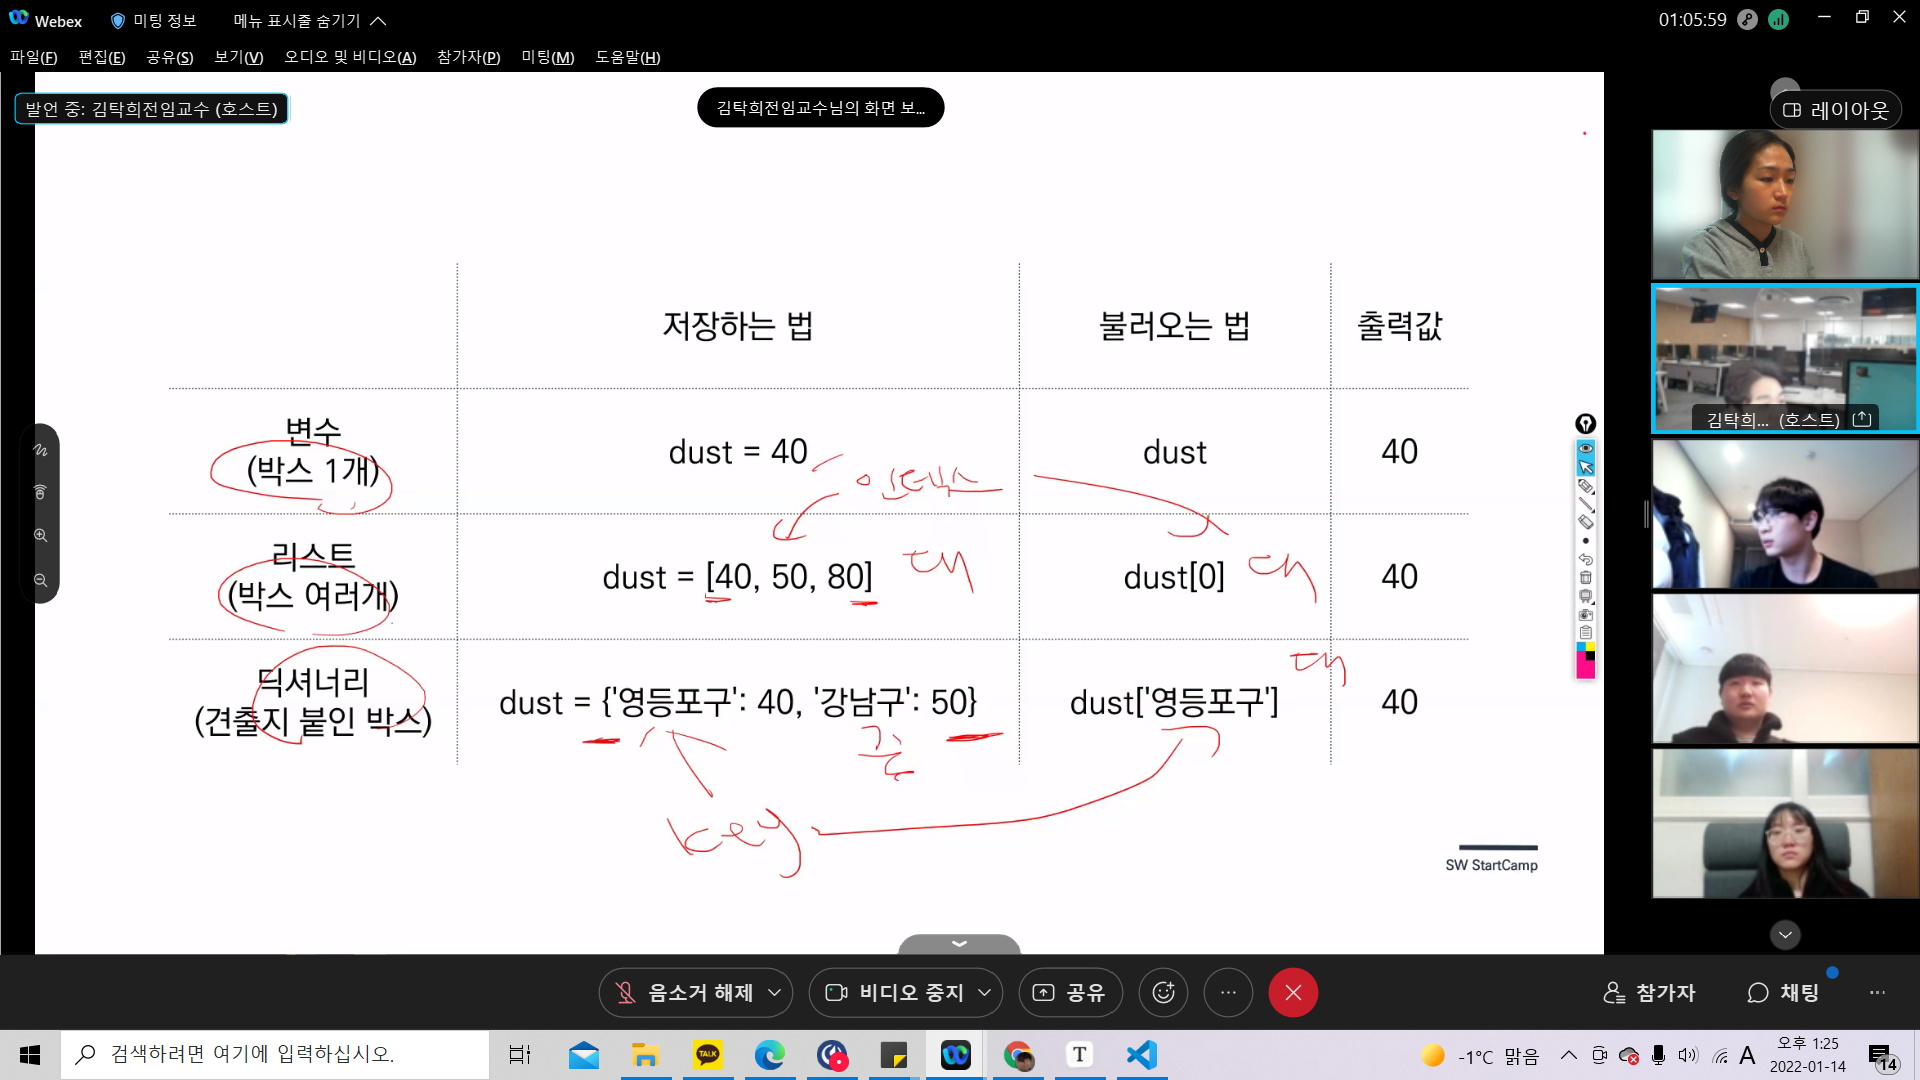 Webex
미팅 정보
메뉴 표시줄 숨기기
01:05:59
파일(F) 편집(E) 공유(S) 보기(V) 오디오 및 비디오(A) 참가자(P) 미팅(M) 도움말(H)
발언 중: 김탁희전임교수 (호스트)
김탁희전임교수님의 화면 보...
레이아웃
저장하는 법 불러오는 법 출력값
변수
(박스 1개)
dust = 40 dust 40
인덱스
리스트
(박스 여러개)
dust = [40, 50, 80] 대 dust[0] 대 40
대
딕셔너리
(견출지 붙인 박스)
dust = {'영등포구': 40, '강남구': 50} dust['영등포구'] 40
중
key
SW StartCamp
김탁희... (호스트)
음소거 해제
비디오 중지
공유
참가자
채팅
검색하려면 여기에 입력하십시오.
TALK
T
-1°C 맑음
A
오후 1:25
2022-01-14
14